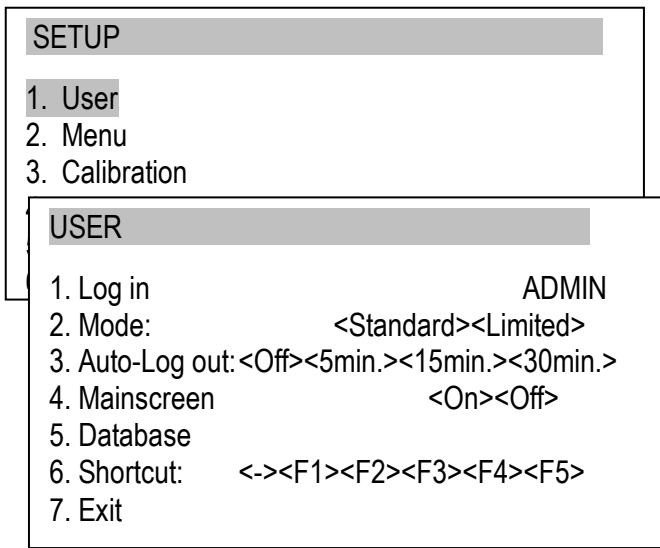 SETUP
1. User
2. Menu
3. Calibration
USER
1. Log in ADMIN
2. Mode: <Standard><Limited>
3. Auto-Log out:<Off><5min.><15min.><30min.>
4. Mainscreen <On><Off>
5. Database
6. Shortcut: <-><F1><F2><F3><F4><F5>
7. Exit